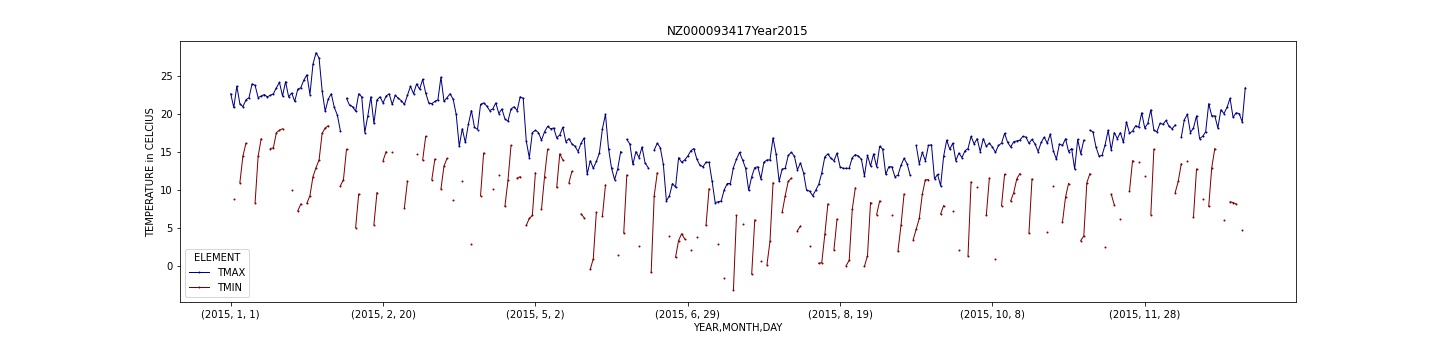 NZ000093417Year2015
TEMPERATURE in CELCIUS
25
20
15
10
5
0
ELEMENT
TMAX
TMIN
(2015, 1, 1)
(2015, 2, 20)
(2015, 5, 2)
(2015, 6, 29)
(2015, 8, 19)
(2015, 10, 8)
(2015, 11, 28)
YEAR,MONTH,DAY